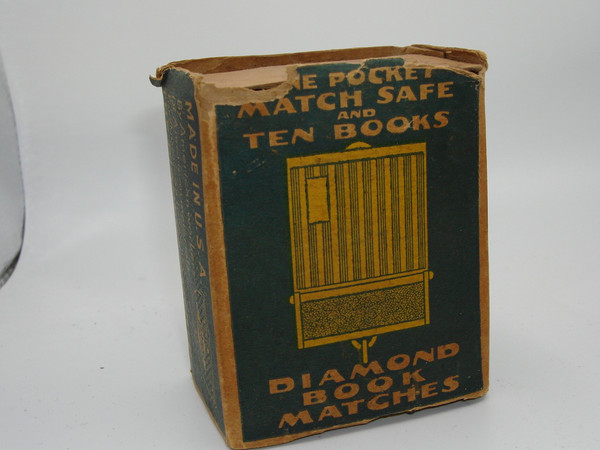 POCKET
MATCH SAFE
AND
TEN BOOKS
DIAMOND
BOOK
MATCHES
MADE IN U.S.A.